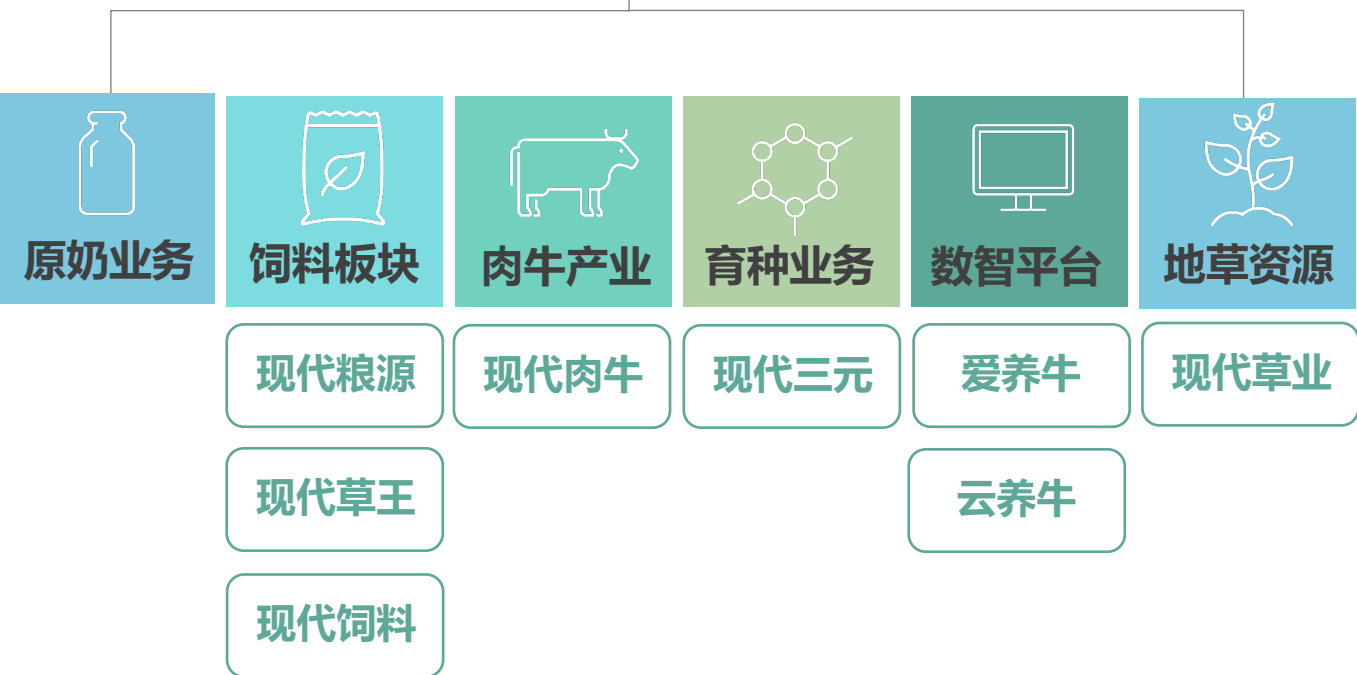 原奶业务
饲料板块
肉牛产业
育种业务
数智平台
地草资源
现代粮源
现代肉牛
现代三元
爱养牛
现代草业
现代草王
云养牛
现代饲料